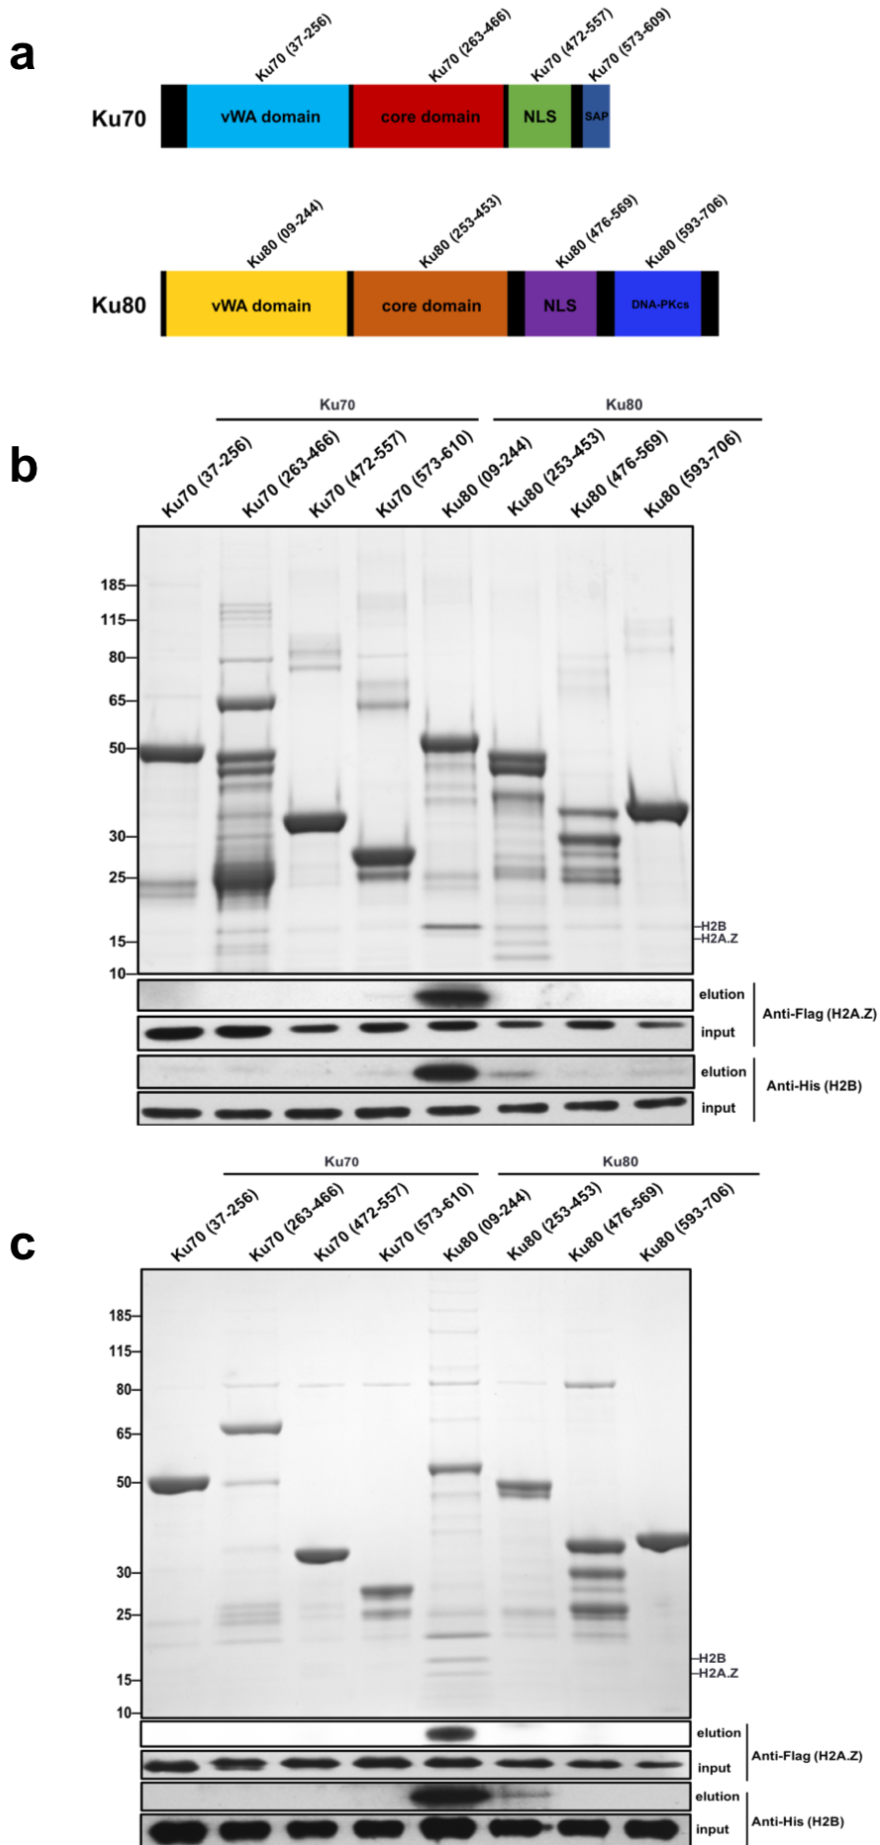 a
Ku70 (37-256)
Ku70 (263-466)
Ku70 (472-557)
Ku70 (573-609)
Ku70
vWA domain
core domain
NLS
SAP
Ku80 (09-244)
Ku80 (253-453)
Ku80 (476-569)
Ku80 (593-706)
Ku80
vWA domain
core domain
NLS
DNA-PKcs
b
Ku70
Ku80
Ku70 (37-256)
Ku70 (263-466)
Ku70 (472-557)
Ku70 (573-610)
Ku80 (09-244)
Ku80 (253-453)
Ku80 (476-569)
Ku80 (593-706)
185
115
80
65
50
30
25
15
10
H2B
H2A.Z
elution
input
Anti-Flag (H2A.Z)
elution
input
Anti-His (H2B)
c
Ku70
Ku80
Ku70 (37-256)
Ku70 (263-466)
Ku70 (472-557)
Ku70 (573-610)
Ku80 (09-244)
Ku80 (253-453)
Ku80 (476-569)
Ku80 (593-706)
185
115
80
65
50
30
25
15
10
H2B
H2A.Z
elution
input
Anti-Flag (H2A.Z)
elution
input
Anti-His (H2B)